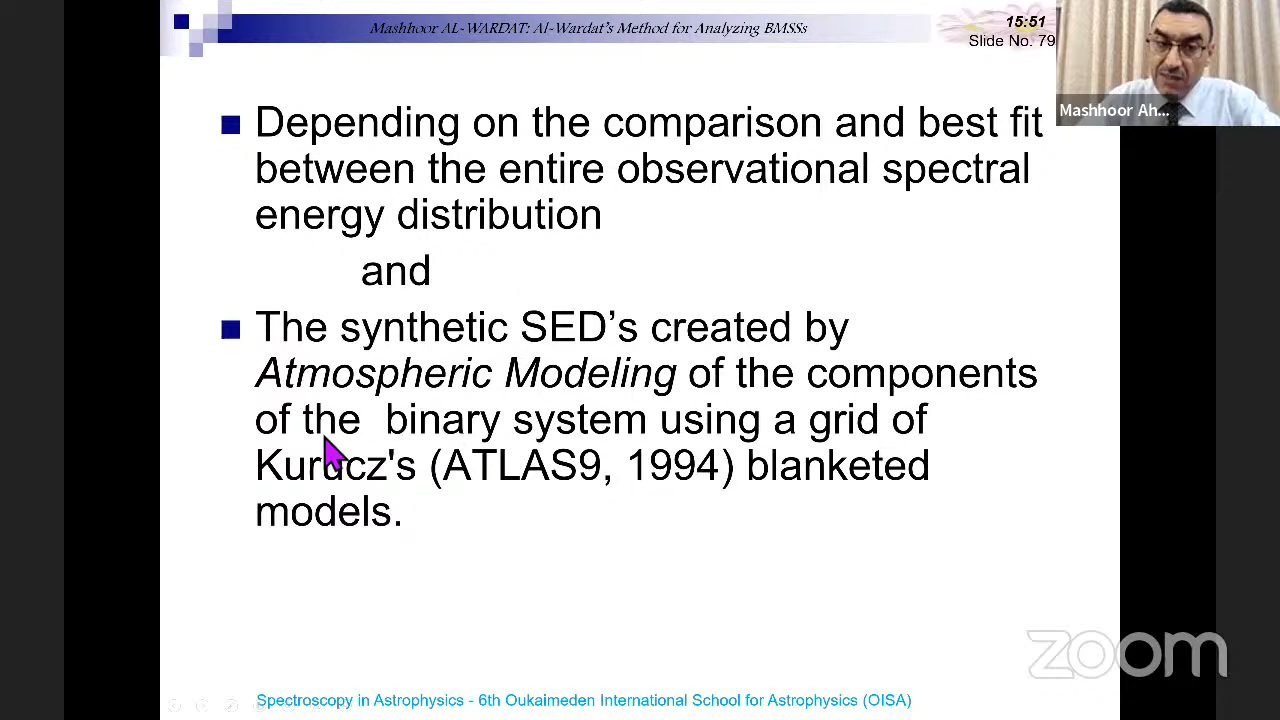 Mashhoor AL-WARDAT: Al-Wardat's Method for Analyzing BMSSs
15:51
Slide No. 79
Mashhoor Ah...
Depending on the comparison and best fit
between the entire observational spectral
energy distribution
and
The synthetic SED’s created by
Atmospheric Modeling of the components
of the binary system using a grid of
Kurucz's (ATLAS9, 1994) blanketed
models.
zoom
Spectroscopy in Astrophysics - 6th Oukaimeden International School for Astrophysics (OISA)